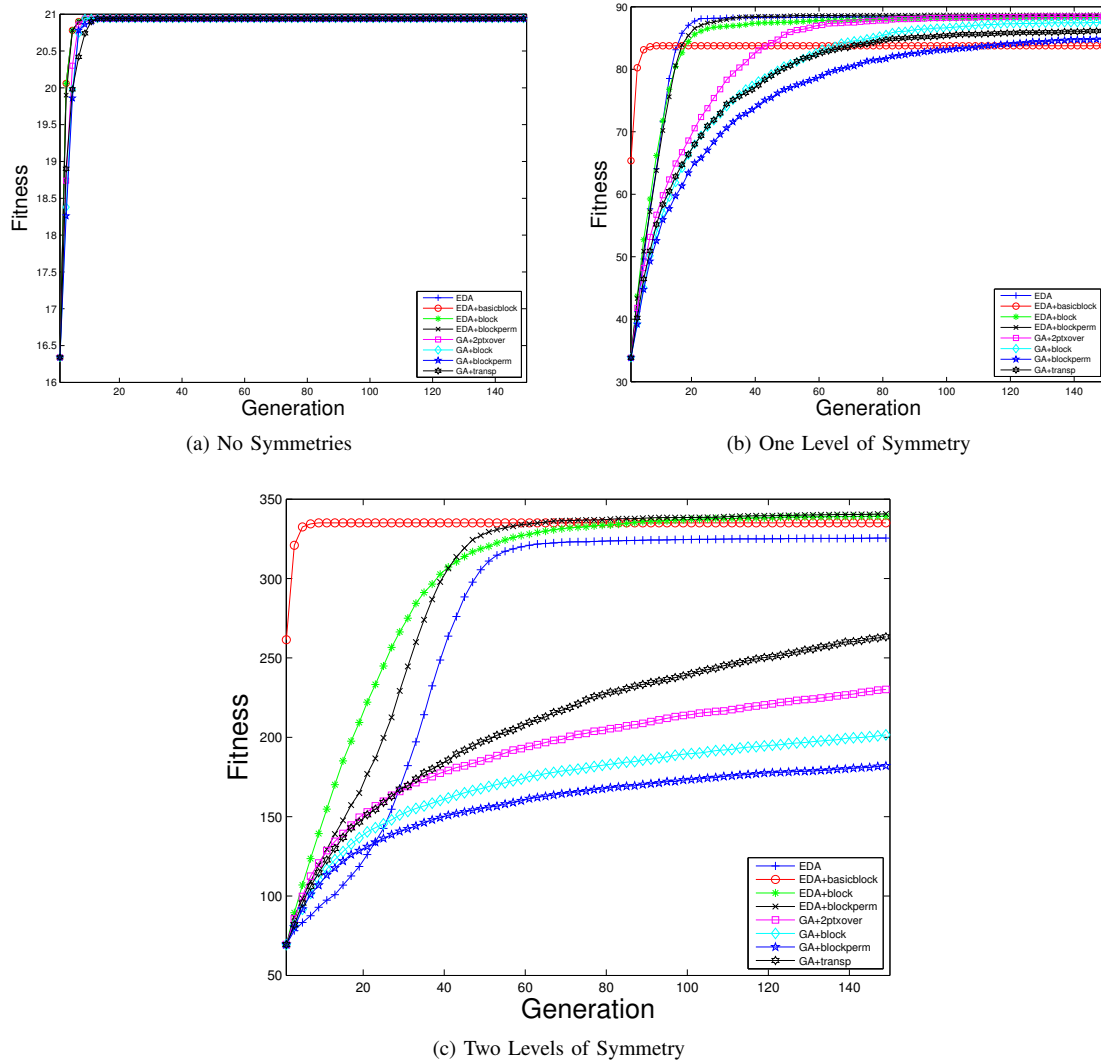 21
20.5
20
19.5
19
18.5
18
17.5
17
16.5
16
Fitness
20 40 60 80 100 120 140
Generation
EDA
EDA+basicblock
EDA+block
EDA+blockperm
GA+2ptxover
GA+block
GA+blockperm
GA+transp
(a) No Symmetries
90
80
70
60
50
40
30
Fitness
20 40 60 80 100 120 140
Generation
EDA
EDA+basicblock
EDA+block
EDA+blockperm
GA+2ptxover
GA+block
GA+blockperm
GA+transp
(b) One Level of Symmetry
350
300
250
200
150
100
50
Fitness
20 40 60 80 100 120 140
Generation
EDA
EDA+basicblock
EDA+block
EDA+blockperm
GA+2ptxover
GA+block
GA+blockperm
GA+transp
(c) Two Levels of Symmetry